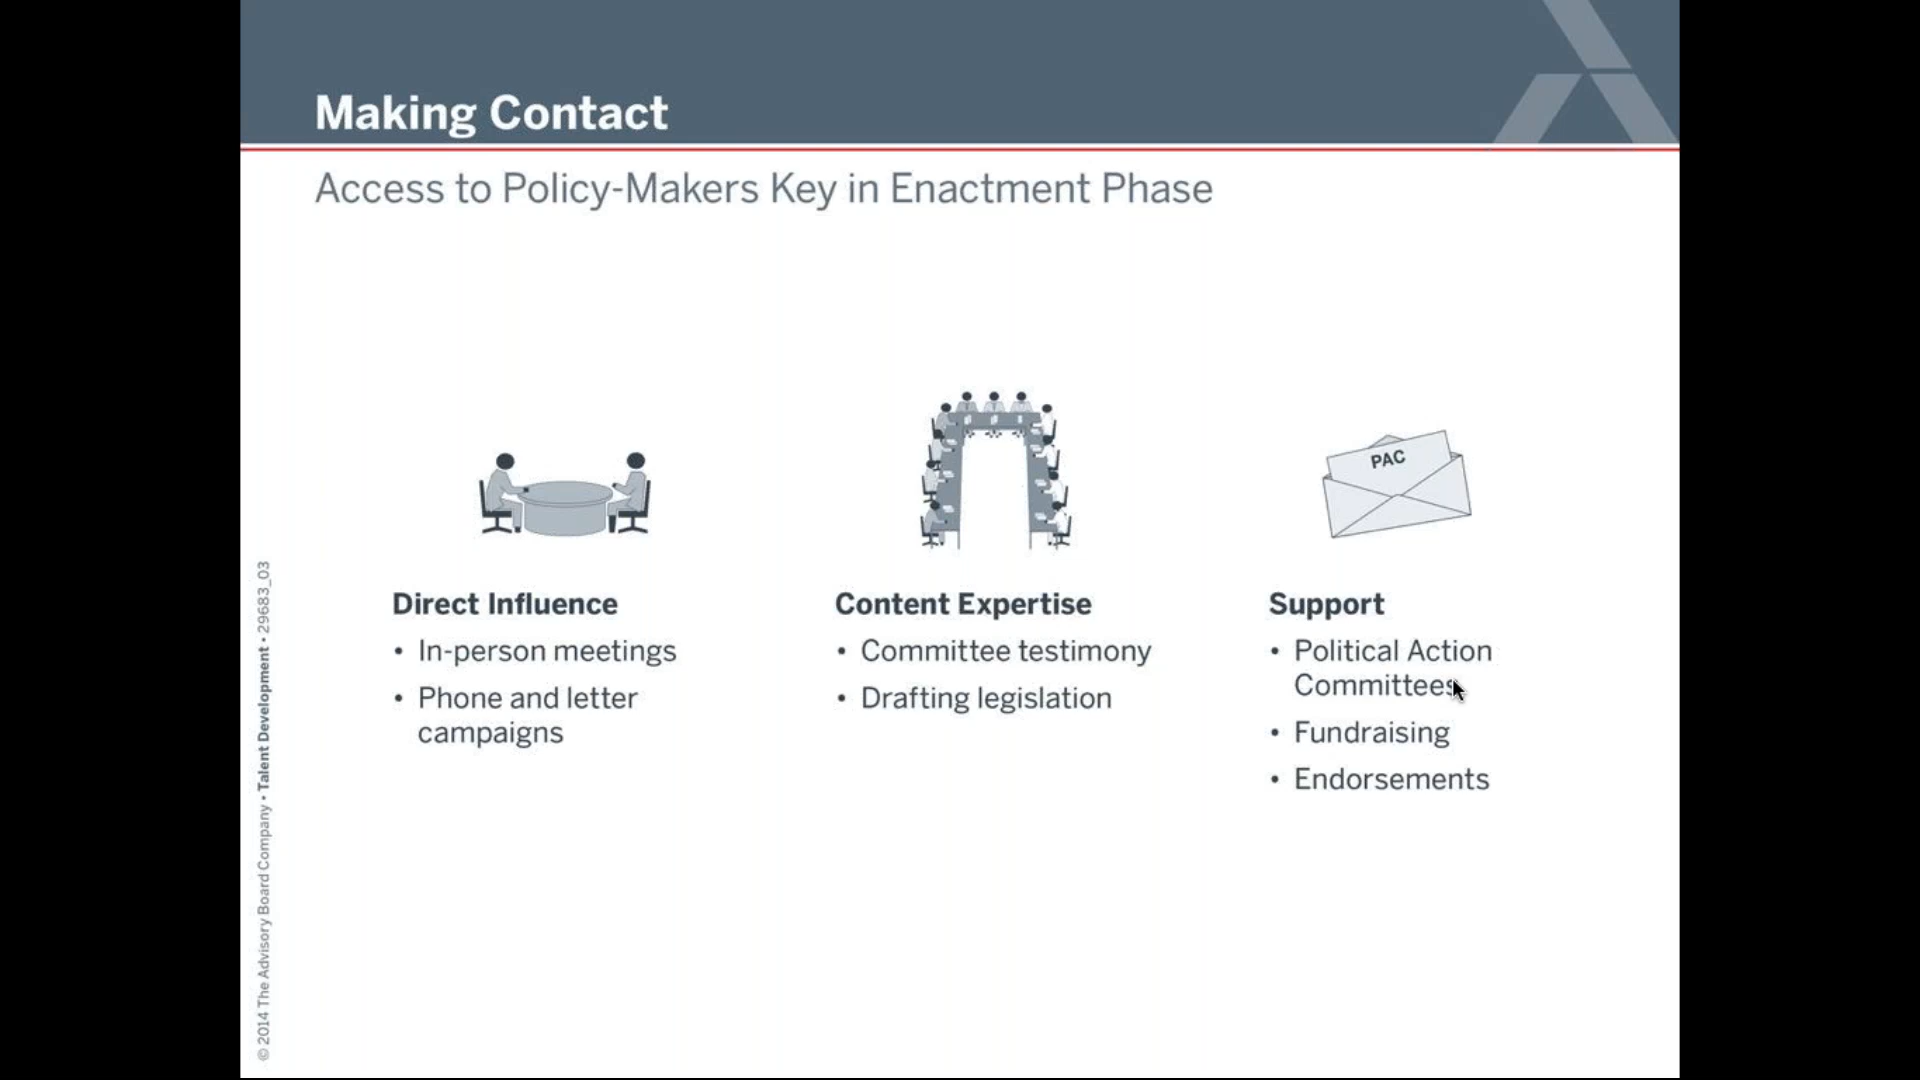 Making Contact
Access to Policy-Makers Key in Enactment Phase
PAC
Direct Influence
• In-person meetings
• Phone and letter
campaigns
Content Expertise
• Committee testimony
• Drafting legislation
Support
• Political Action
Committees
• Fundraising
• Endorsements
© 2014 The Advisory Board Company • Talent Development • 29683_03